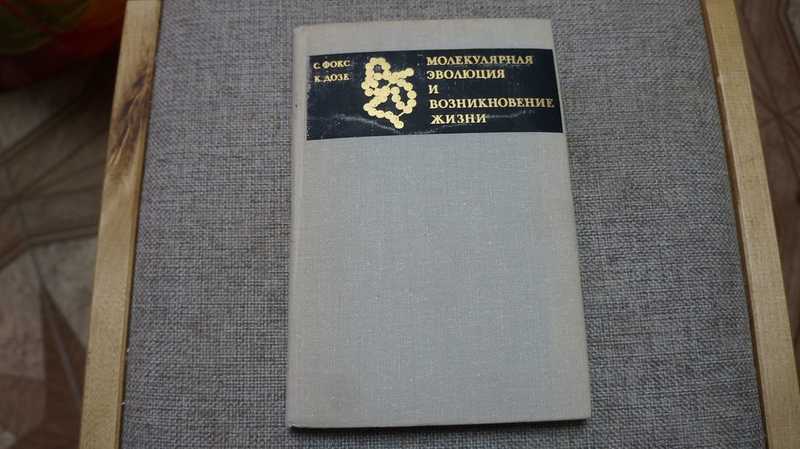 С. ФОКС
К. ДОЗЕ
МОЛЕКУЛЯРНАЯ
ЭВОЛЮЦИЯ
И
ВОЗНИКНОВЕНИЕ
ЖИЗНИ